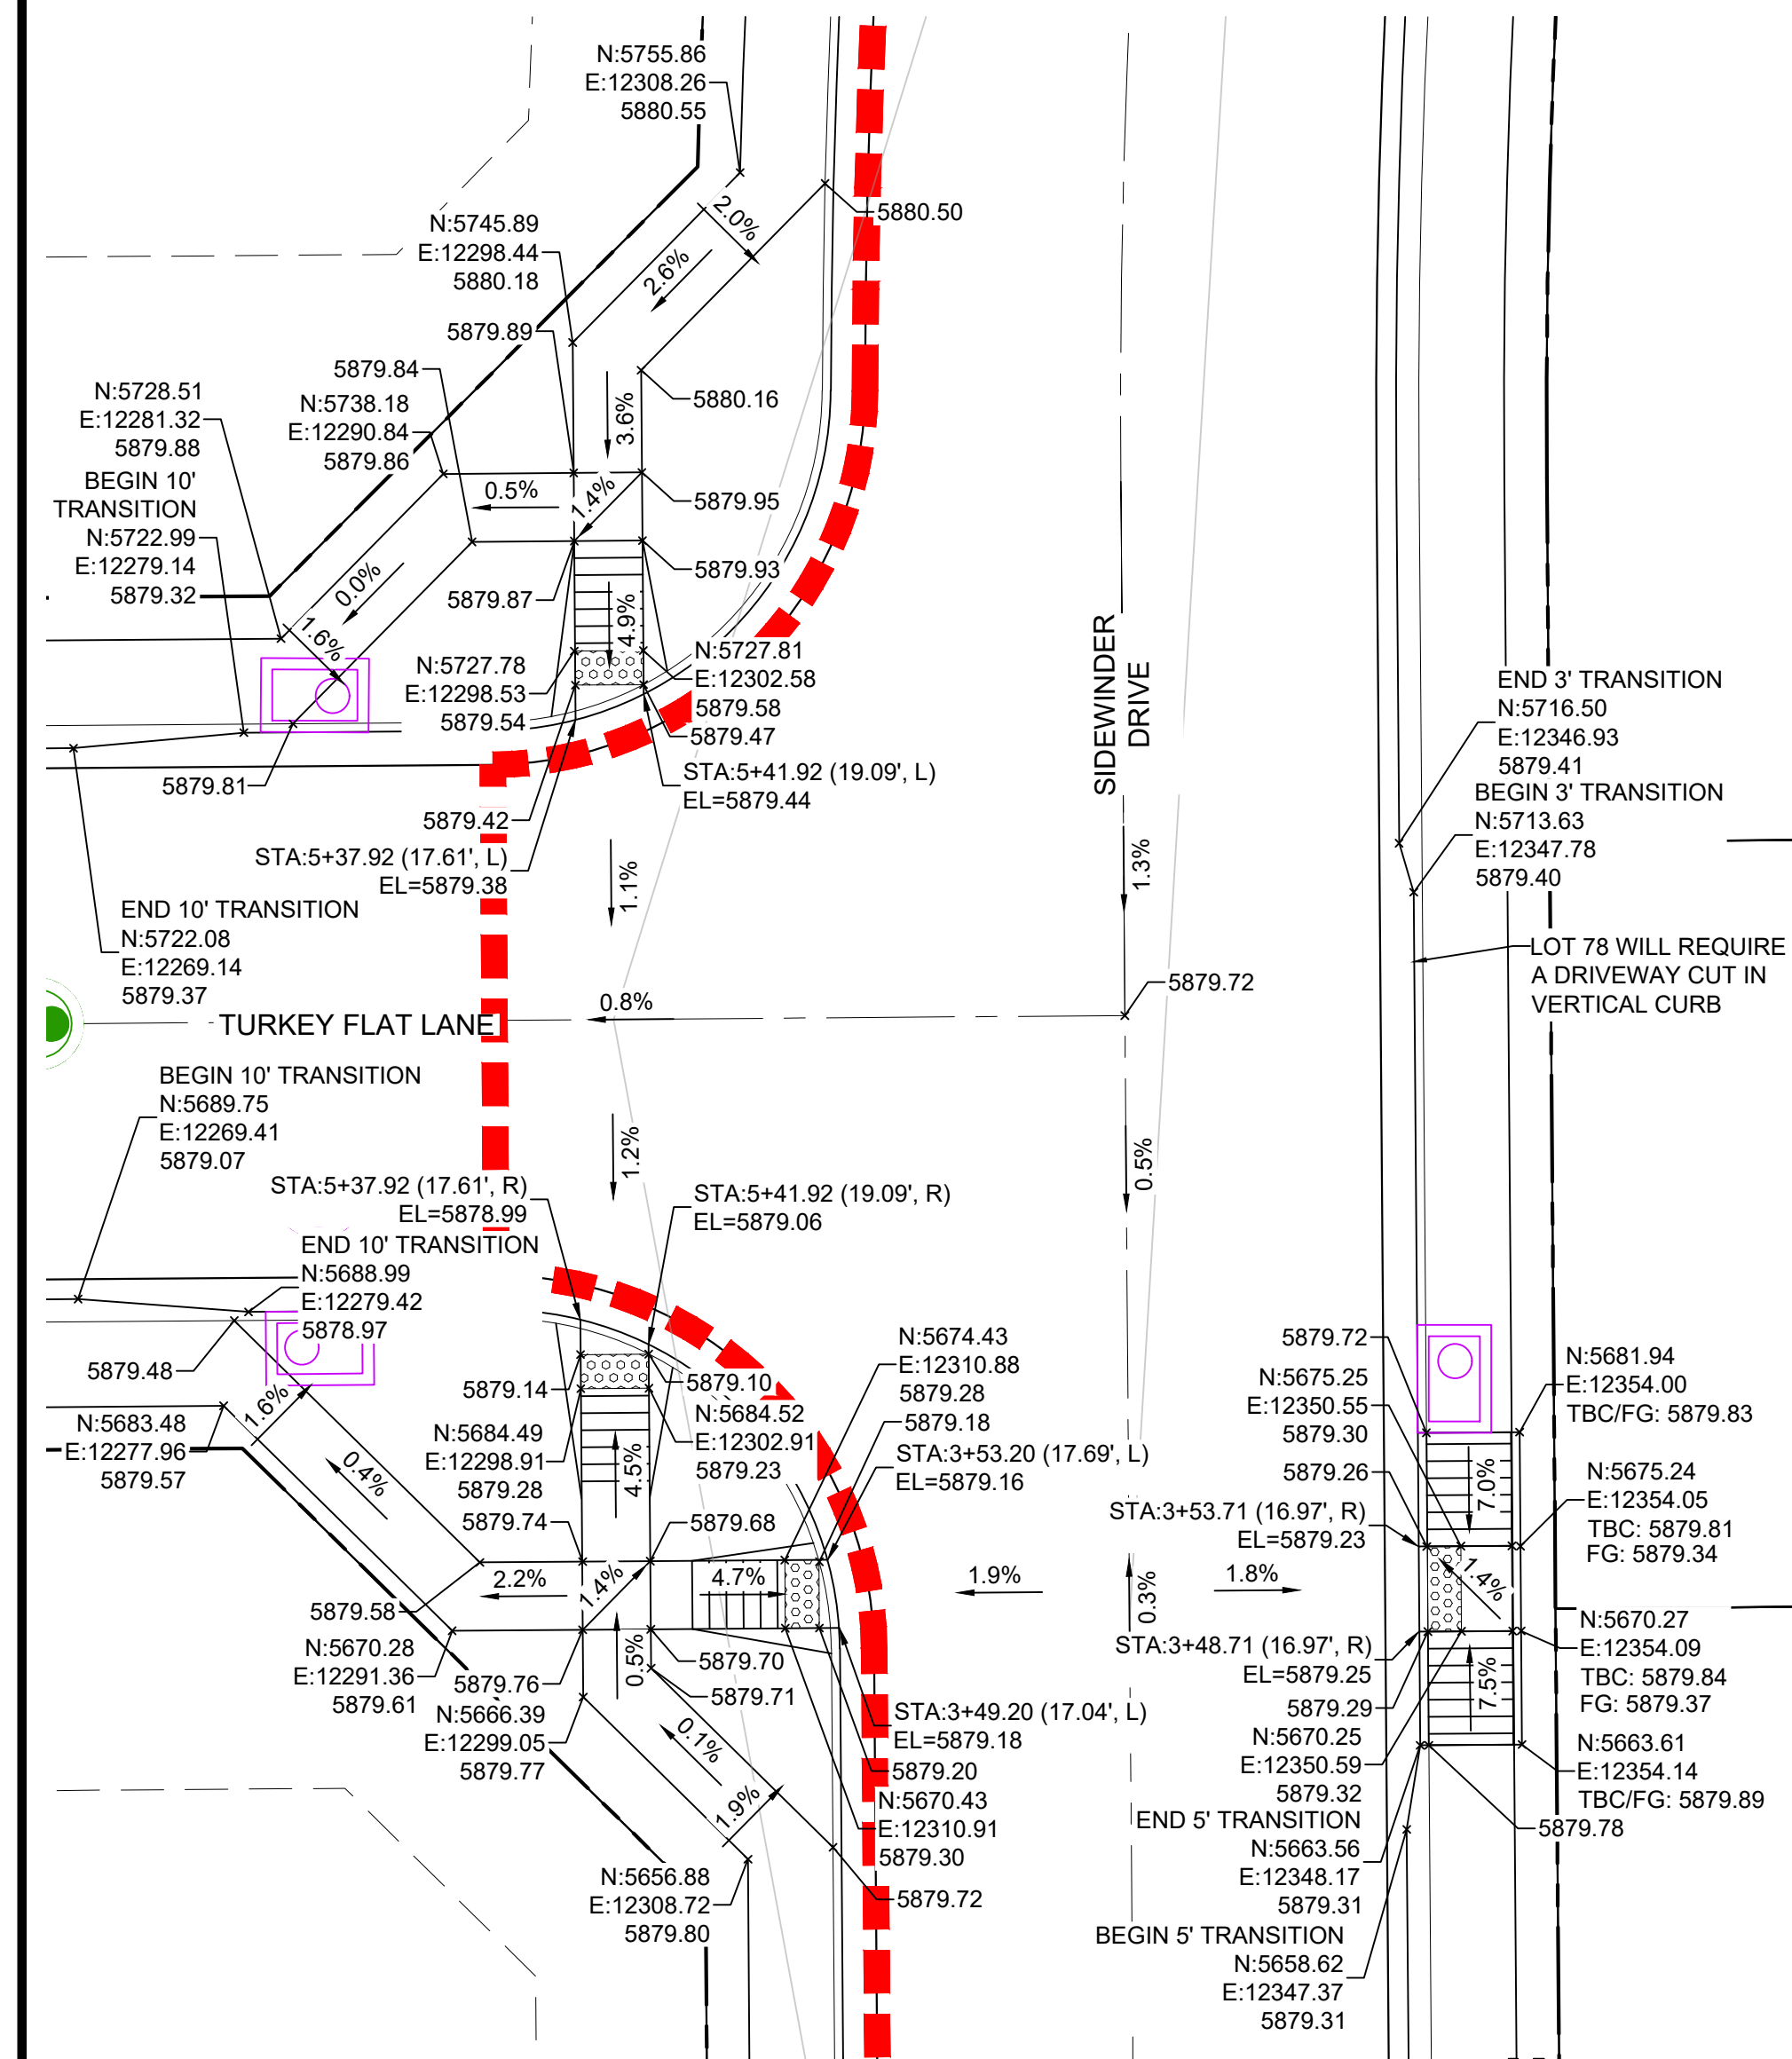 N:5755.86
E:12308.26
5880.55
2.0%
5880.50
N:5745.89
E:12298.44
5880.18
2.6%
5879.89
5879.84
N:5728.51
E:12281.32
5879.88
N:5738.18
E:12290.84
5879.86
5880.16
3.6%
BEGIN 10'
TRANSITION
N:5722.99
E:12279.14
5879.32
0.5%
1.4%
5879.95
0.0%
5879.93
5879.87
4.9%
1.6%
N:5727.78
E:12298.53
5879.54
N:5727.81
E:12302.58
5879.58
5879.47
STA:5+41.92 (19.09', L)
EL=5879.44
5879.81
5879.42
STA:5+37.92 (17.61', L)
EL=5879.38
SIDEWINDER
DRIVE
END 3' TRANSITION
N:5716.50
E:12346.93
5879.41
BEGIN 3' TRANSITION
N:5713.63
E:12347.78
5879.40
1.1%
1.3%
END 10' TRANSITION
N:5722.08
E:12269.14
5879.37
LOT 78 WILL REQUIRE
A DRIVEWAY CUT IN
VERTICAL CURB
5879.72
0.8%
TURKEY FLAT LANE
BEGIN 10' TRANSITION
N:5689.75
E:12269.41
5879.07
1.2%
0.5%
STA:5+37.92 (17.61', R)
EL=5878.99
STA:5+41.92 (19.09', R)
EL=5879.06
END 10' TRANSITION
N:5688.99
E:12279.42
5878.97
5879.48
1.6%
5879.14
5879.10
N:5674.43
E:12310.88
5879.28
5879.18
5879.72
N:5681.94
E:12354.00
TBC/FG: 5879.83
N:5675.25
E:12350.55
5879.30
N:5683.48
E:12277.96
5879.57
N:5684.49
E:12298.91
5879.28
N:5684.52
E:12302.91
5879.23
STA:3+53.20 (17.69', L)
EL=5879.16
0.4%
4.5%
5879.26
7.0%
N:5675.24
E:12354.05
TBC: 5879.81
FG: 5879.34
STA:3+53.71 (16.97', R)
EL=5879.23
5879.74
5879.68
2.2%
1.4%
4.7%
1.9%
0.3%
1.8%
1.4%
5879.58
N:5670.28
E:12291.36
5879.61
5879.76
0.5%
5879.70
5879.71
STA:3+48.71 (16.97', R)
EL=5879.25
N:5670.27
E:12354.09
TBC: 5879.84
FG: 5879.37
7.5%
5879.29
N:5666.39
E:12299.05
5879.77
0.1%
STA:3+49.20 (17.04', L)
EL=5879.18
5879.20
N:5670.25
E:12350.59
5879.32
N:5663.61
E:12354.14
TBC/FG: 5879.89
1.9%
N:5670.43
E:12310.91
5879.30
5879.78
END 5' TRANSITION
N:5663.56
E:12348.17
5879.31
N:5656.88
E:12308.72
5879.80
5879.72
BEGIN 5' TRANSITION
N:5658.62
E:12347.37
5879.31